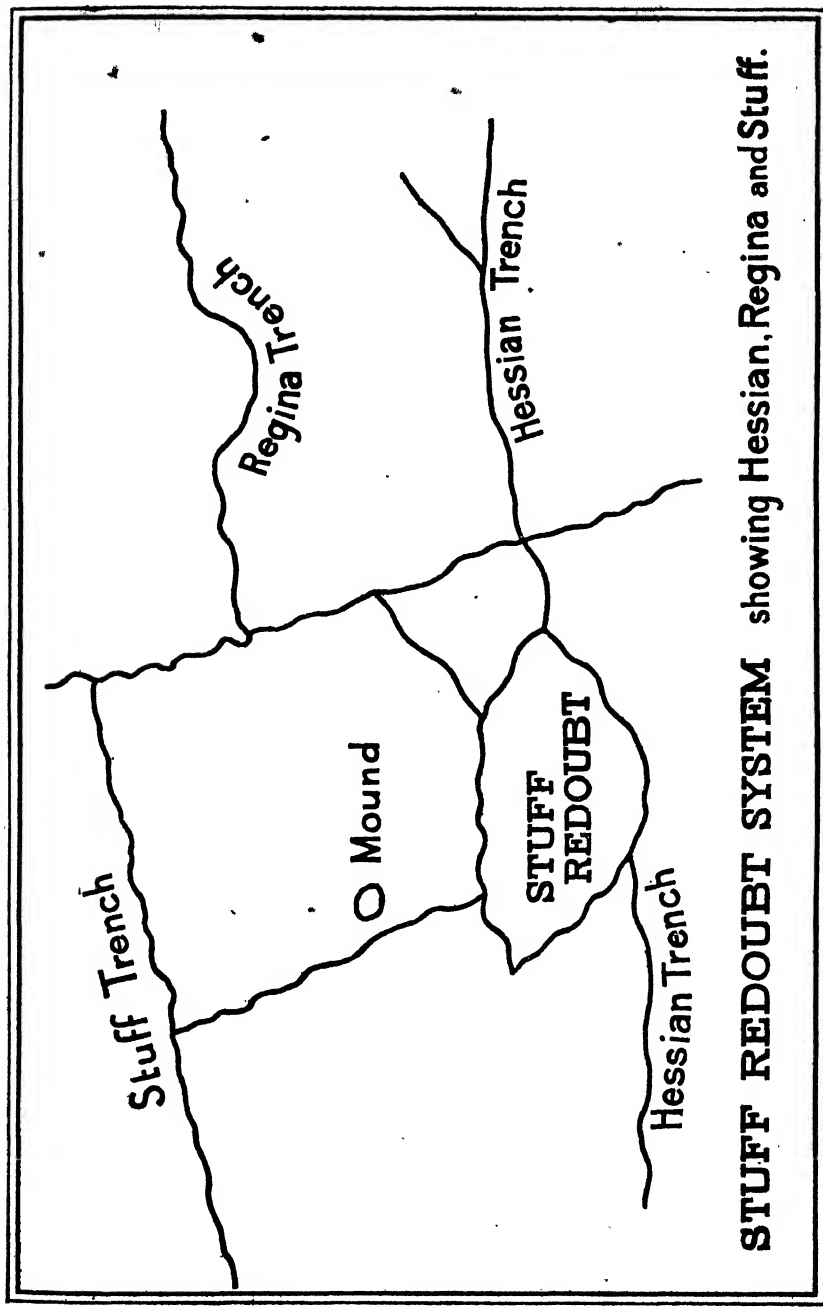 Stuff Trench
Regina Trench
Mound
Hessian Trench
STUFF
REDOUBT
Hessian Trench
STUFF REDOUBT SYSTEM showing Hessian, Regina and Stuff.